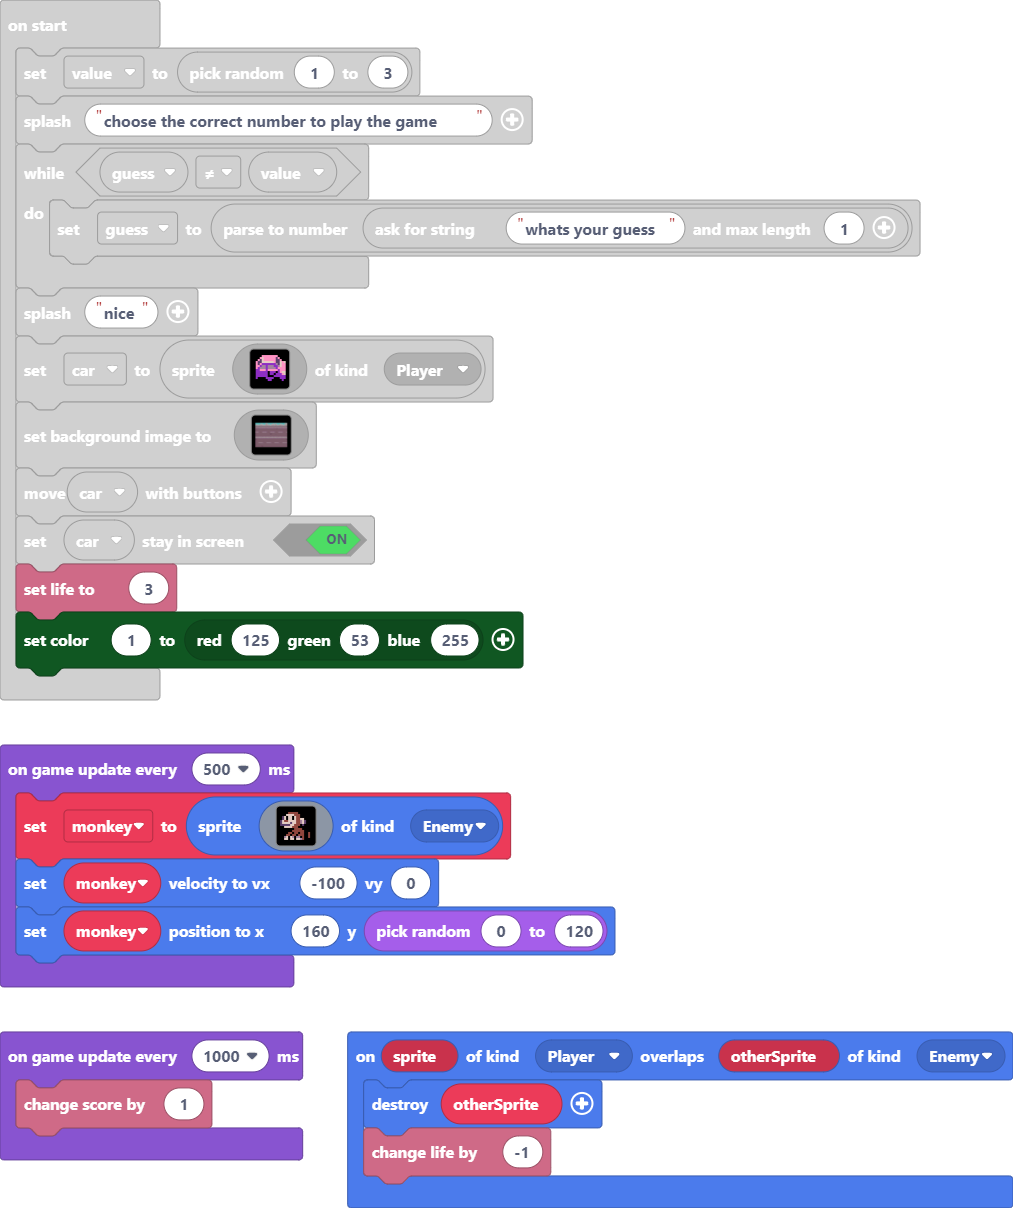 on start
set value to pick random 1 to 3
splash "choose the correct number to play the game"
while guess ≠ value
do
set guess to parse to number ask for string "whats your guess" and max length 1
splash "nice"
set car to sprite of kind Player
set background image to
move car with buttons
set car stay in screen ON
set life to 3
set color 1 to red 125 green 53 blue 255
on game update every 500 ms
set monkey to sprite of kind Enemy
set monkey velocity to vx -100 vy 0
set monkey position to x 160 y pick random 0 to 120
on game update every 1000 ms
change score by 1
on sprite of kind Player overlaps otherSprite of kind Enemy
destroy otherSprite
change life by -1